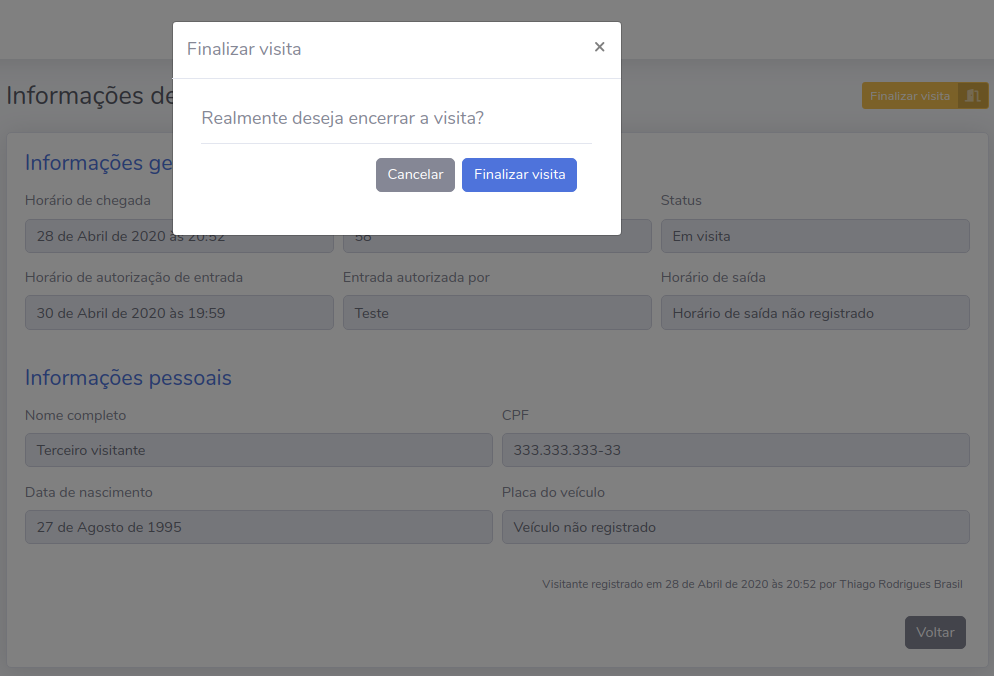 Finalizar visita
×
Realmente deseja encerrar a visita?
Cancelar
Finalizar visita
Informações de
Finalizar visita
Informações ge
Horário de chegada
Status
28 de Abril de 2020 às 20:52
58
Em visita
Horário de autorização de entrada
Entrada autorizada por
Horário de saída
30 de Abril de 2020 às 19:59
Teste
Horário de saída não registrado
Informações pessoais
Nome completo
CPF
Terceiro visitante
333.333.333-33
Data de nascimento
Placa do veículo
27 de Agosto de 1995
Veículo não registrado
Visitante registrado em 28 de Abril de 2020 às 20:52 por Thiago Rodrigues Brasil
Voltar